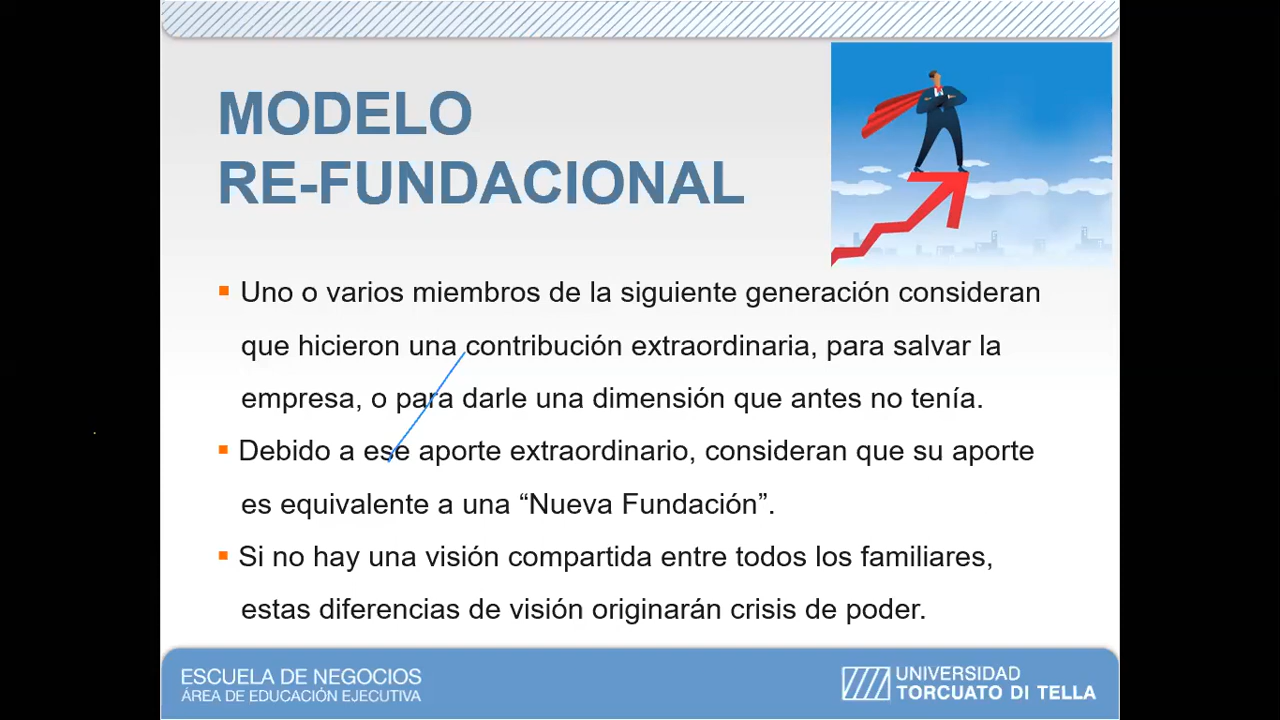 MODELO
RE-FUNDACIONAL
▪ Uno o varios miembros de la siguiente generación consideran
que hicieron una contribución extraordinaria, para salvar la
empresa, o para darle una dimensión que antes no tenía.
▪ Debido a ese aporte extraordinario, consideran que su aporte
es equivalente a una “Nueva Fundación”.
▪ Si no hay una visión compartida entre todos los familiares,
estas diferencias de visión originarán crisis de poder.
ESCUELA DE NEGOCIOS
ÁREA DE EDUCACIÓN EJECUTIVA
UNIVERSIDAD
TORCUATO DI TELLA